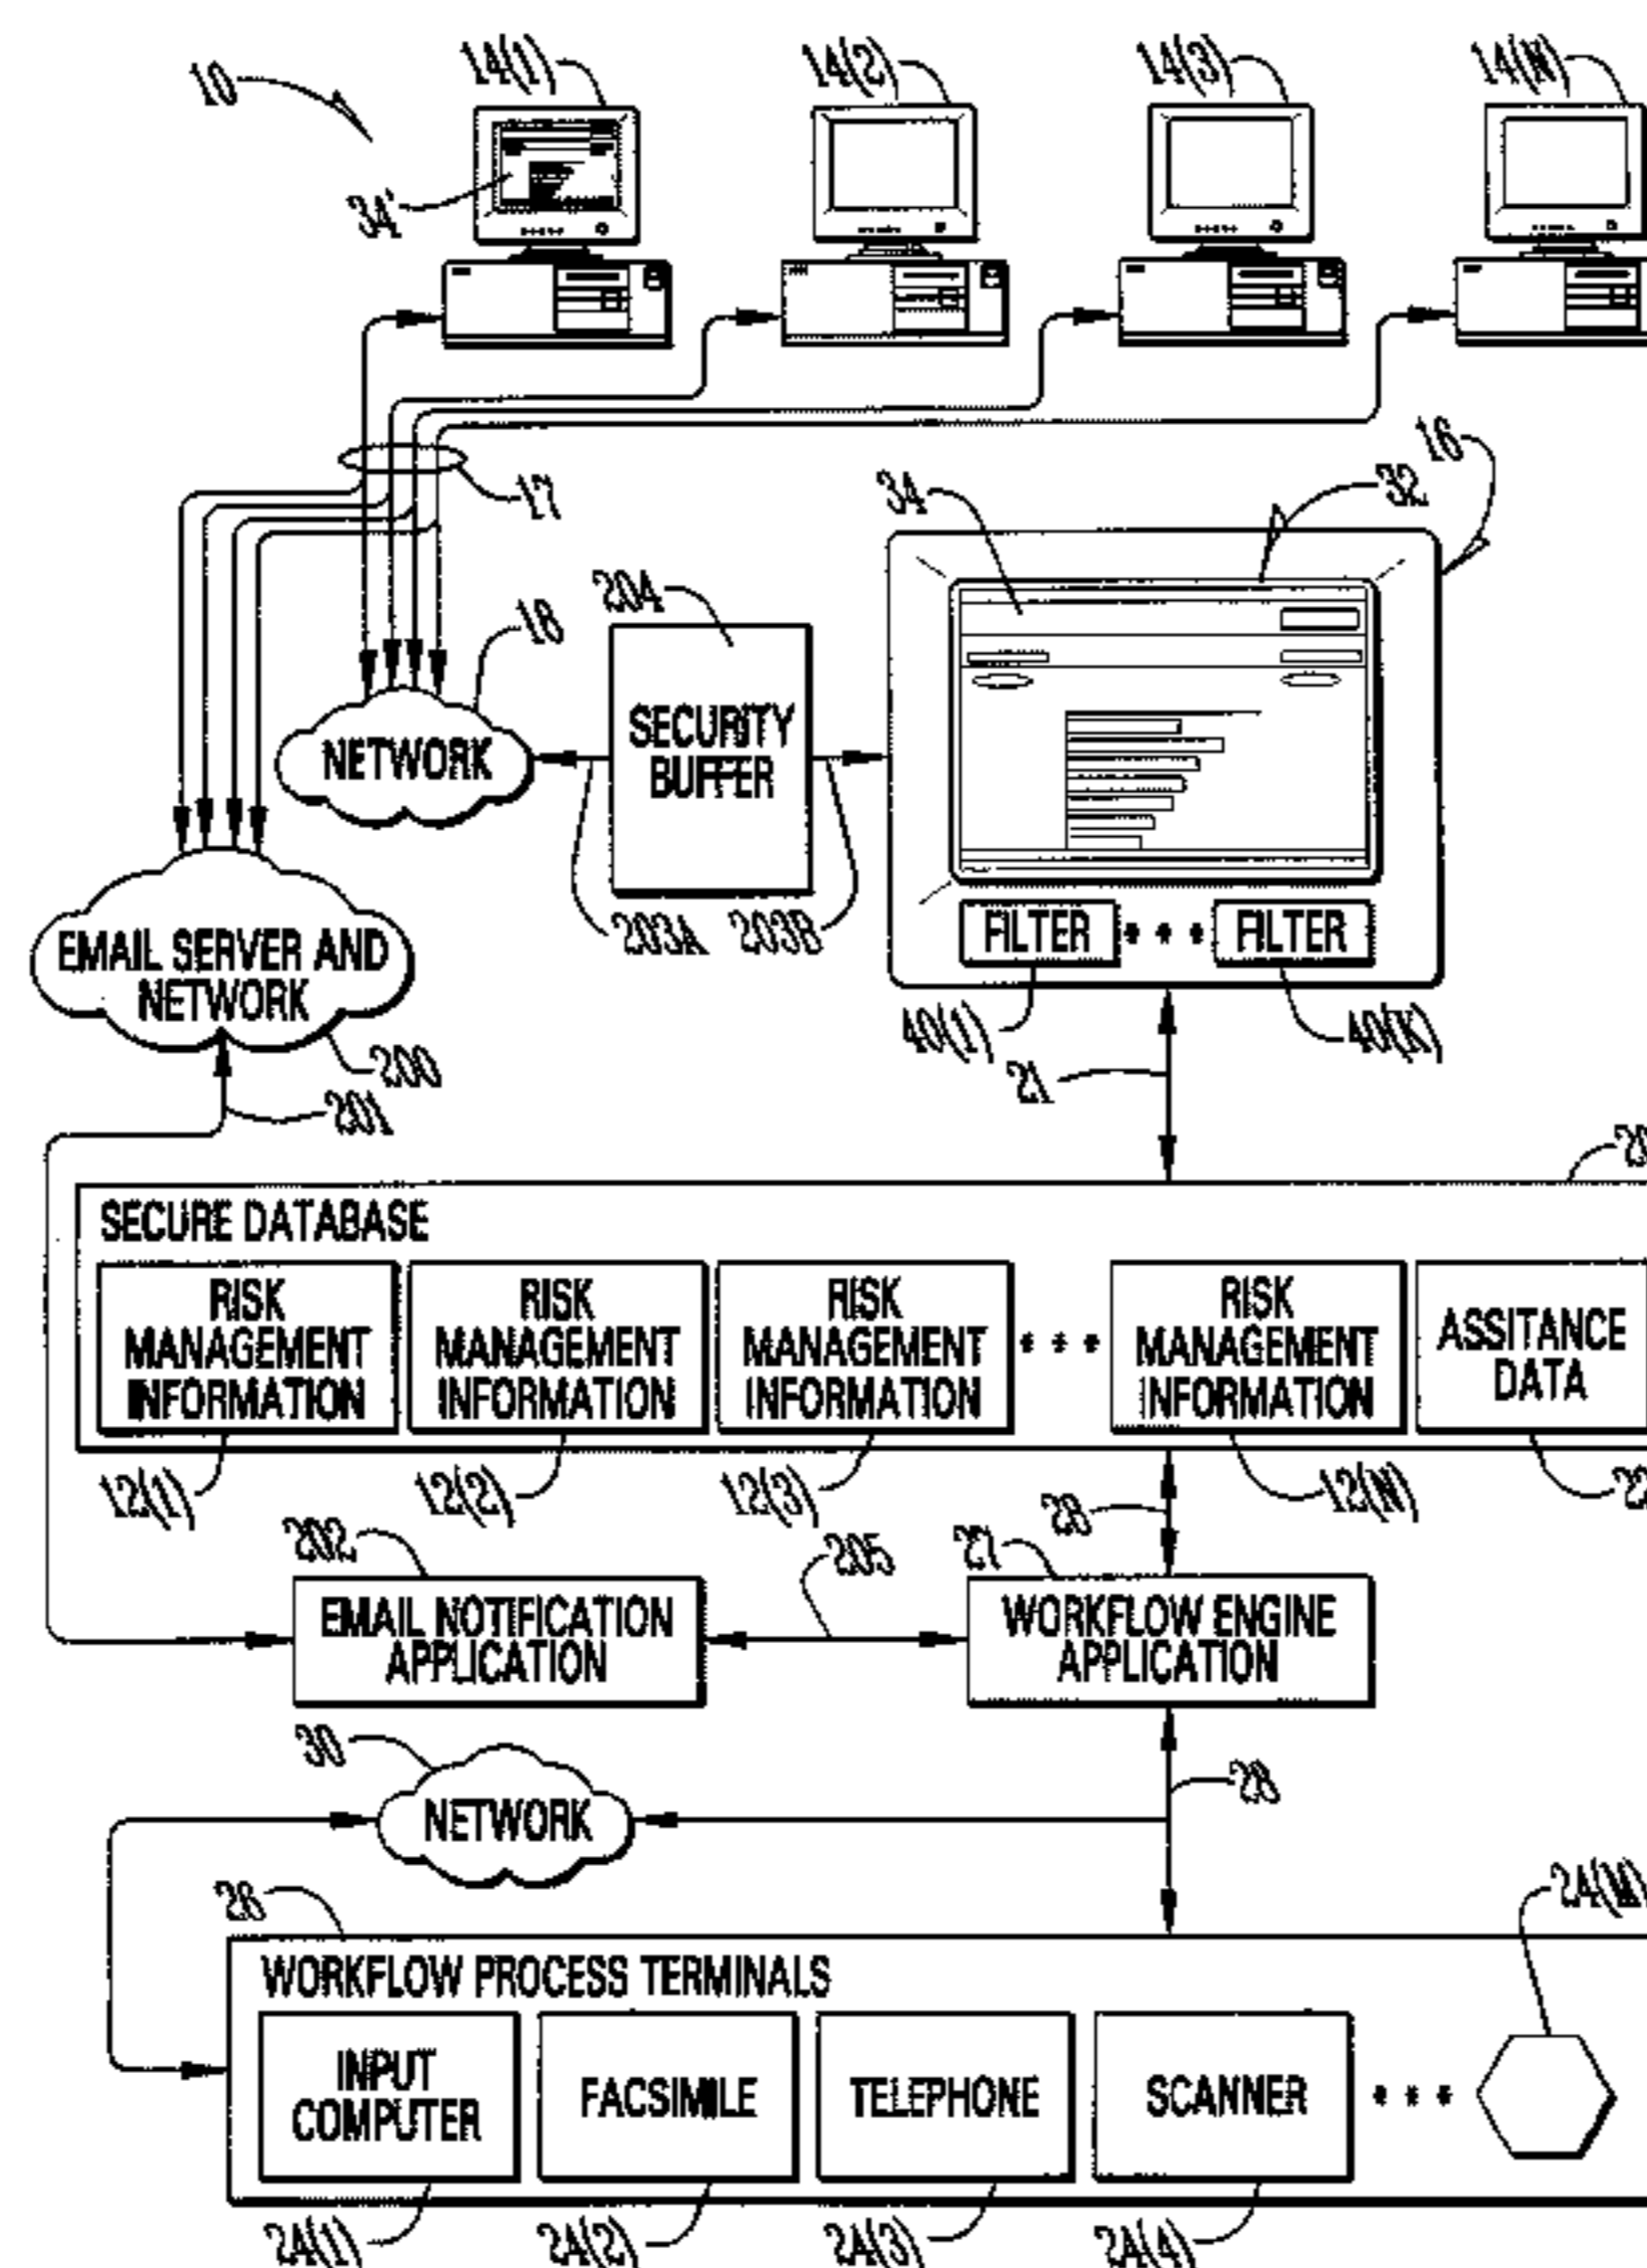 10
14(1)
14(2)
14(3)
14(N)
34'
17
16
34
32
18
204
NETWORK
SECURITY
BUFFER
203A
203B
EMAIL SERVER AND
NETWORK
FILTER • • • FILTER
40(1)
40(K)
200
201
21
SECURE DATABASE
RISK
MANAGEMENT
INFORMATION
RISK
MANAGEMENT
INFORMATION
RISK
MANAGEMENT
INFORMATION
• • •
RISK
MANAGEMENT
INFORMATION
ASSITANCE
DATA
12(1)
12(2)
12(3)
12(N)
202
205
27
EMAIL NOTIFICATION
APPLICATION
WORKFLOW ENGINE
APPLICATION
30
NETWORK
24(M)
WORKFLOW PROCESS TERMINALS
INPUT
COMPUTER
FACSIMILE
TELEPHONE
SCANNER
• • •
24(1)
24(2)
24(3)
24(4)